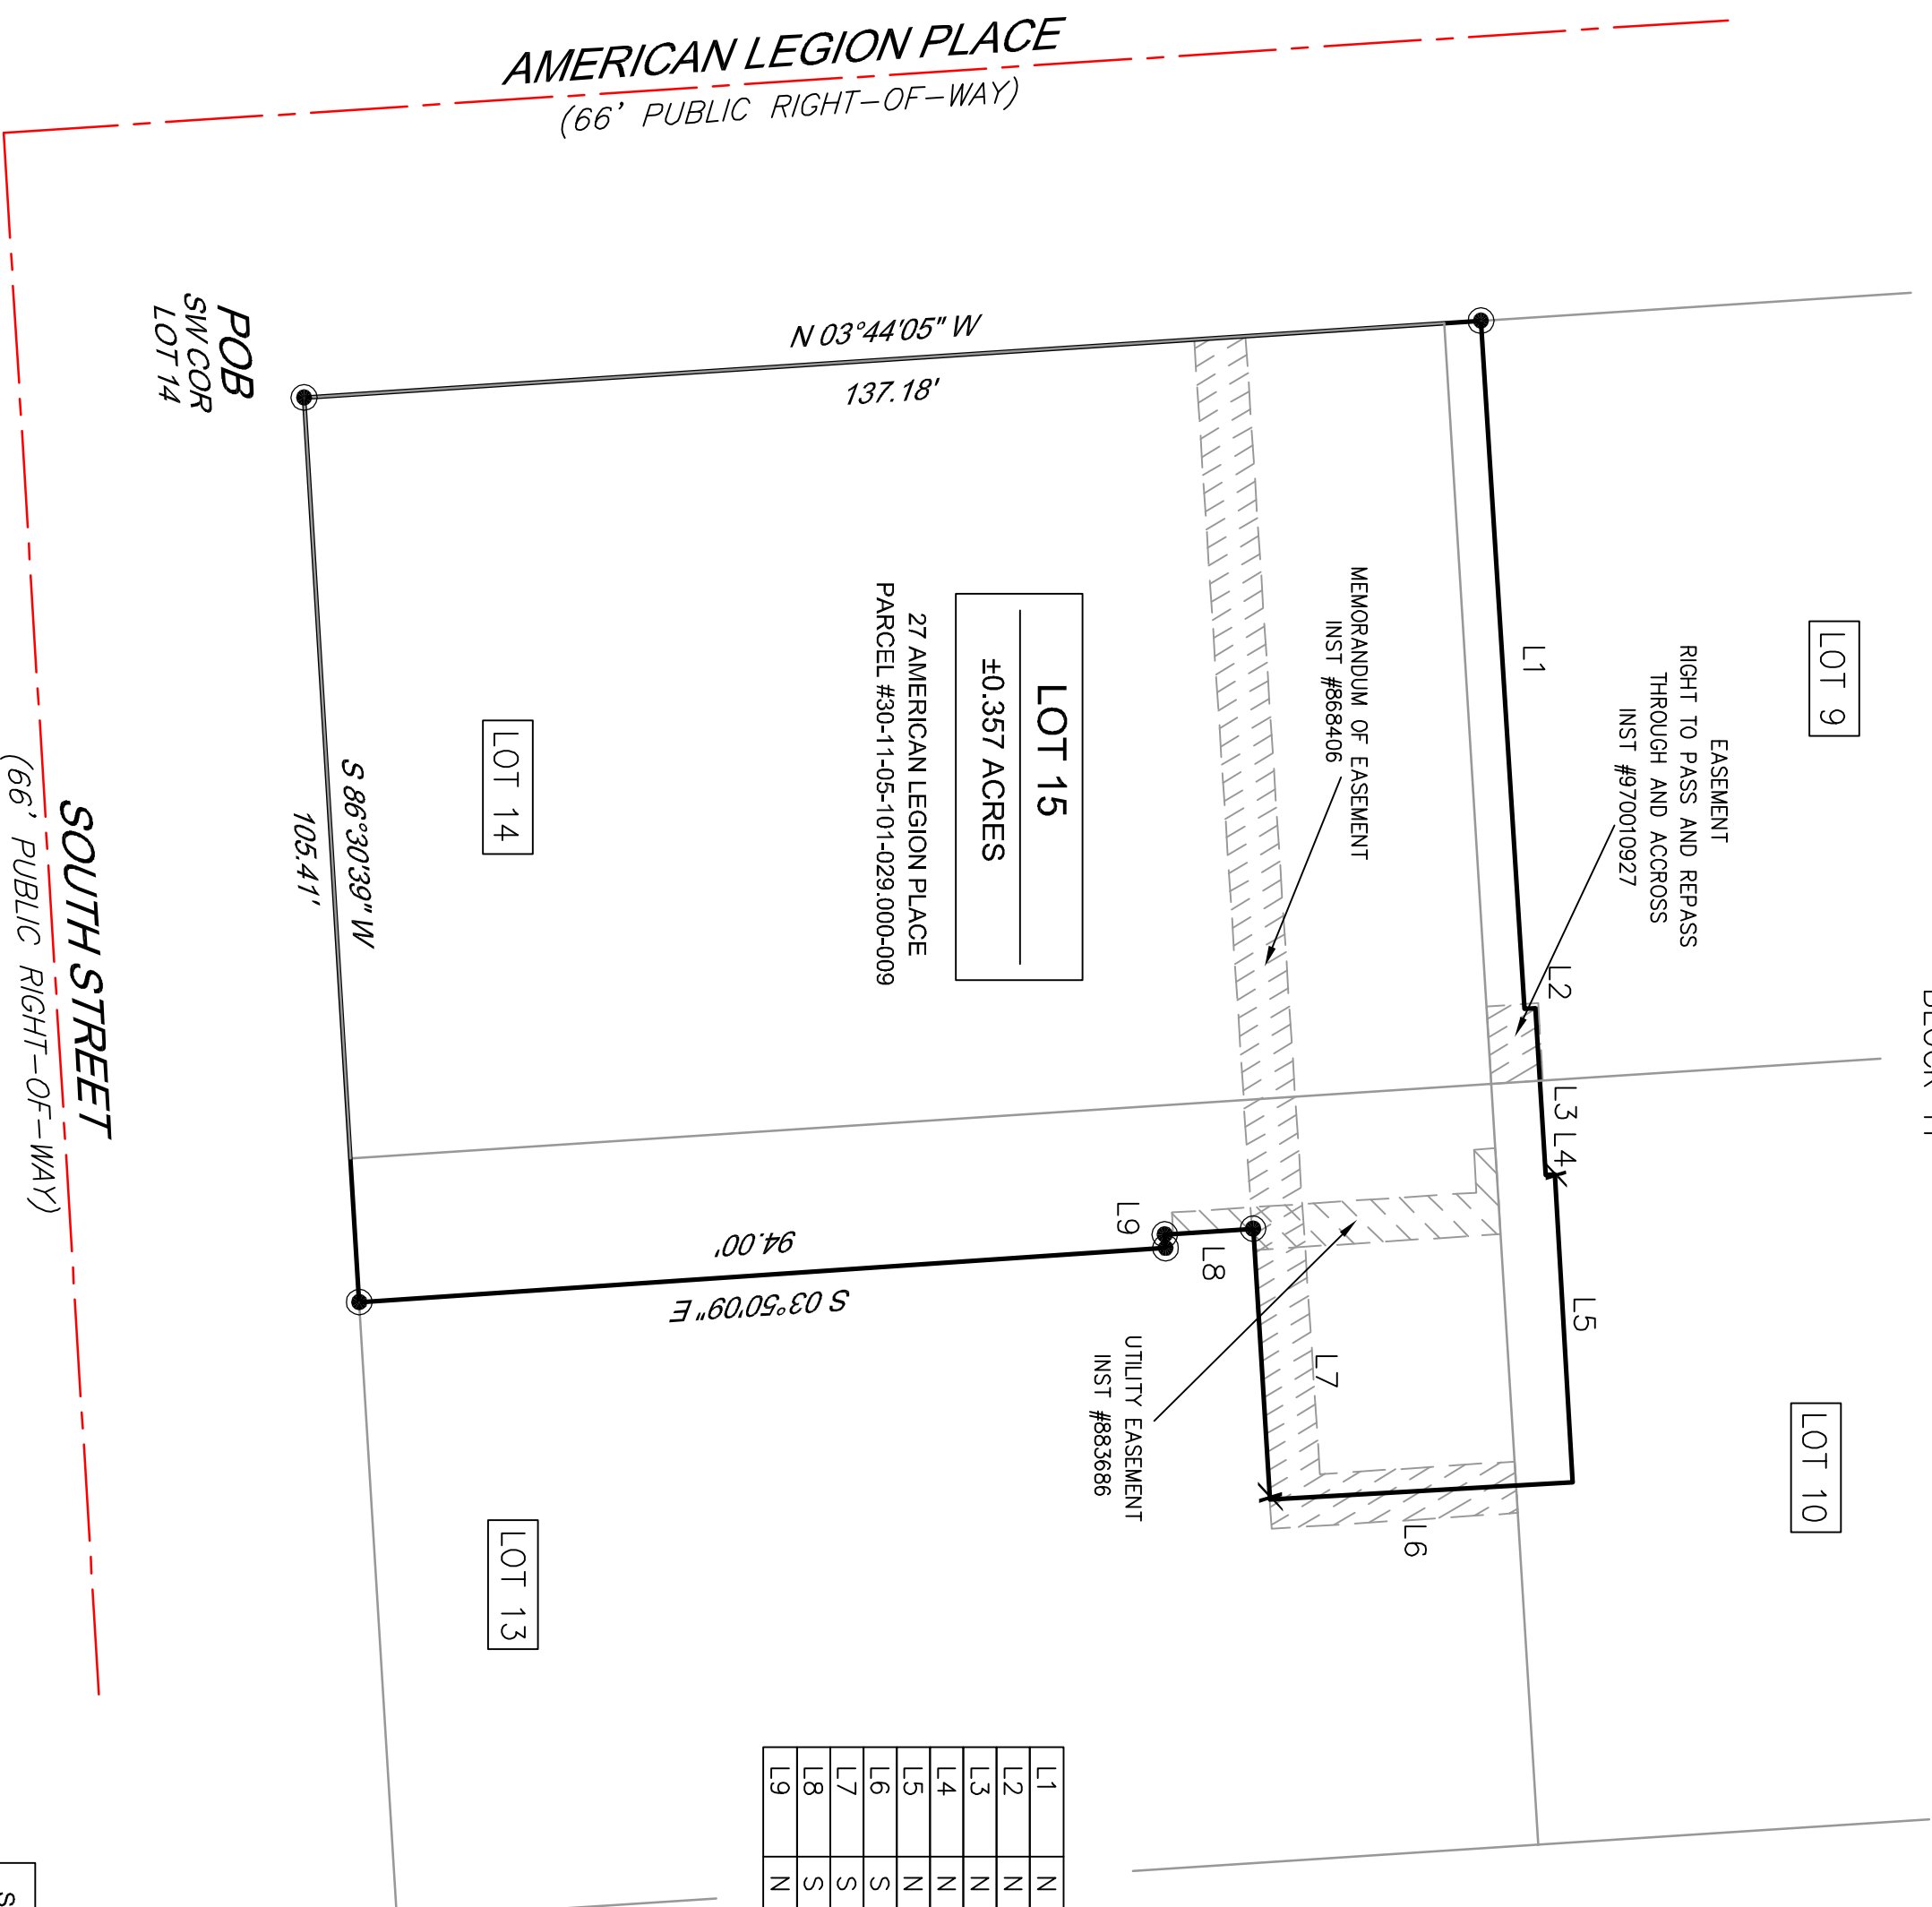 AMERICAN LEGION PLACE
(66' PUBLIC RIGHT-OF-WAY)
LOT 9
EASEMENT
RIGHT TO PASS AND REPASS
THROUGH AND ACCROSS
INST #970010927
L1
L2
L3
L4
L5
L6
L7
L8
L9
LOT 10
N 03°44'05" W
137.18'
MEMORANDUM OF EASEMENT
INST #868406
LOT 15
±0.357 ACRES
27 AMERICAN LEGION PLACE
PARCEL #30-11-05-101-029.000-009
UTILITY EASEMENT
INST #883686
94.00'
S 03°50'09" E
LOT 14
LOT 13
POB
SW COR
LOT 14
S 86°30'39" W
105.41'
SOUTH STREET
(66' PUBLIC RIGHT-OF-WAY)
L1 N
L2 N
L3 N
L4 N
L5 N
L6 S
L7 S
L8 S
L9 N
S